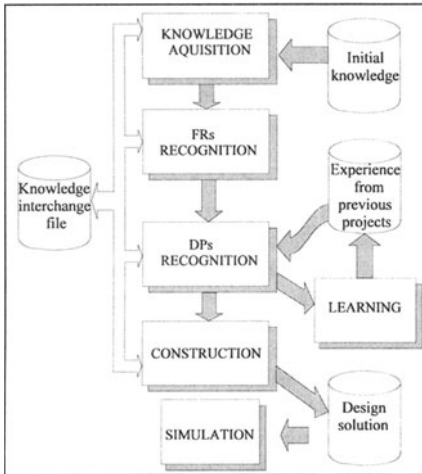 KNOWLEDGE
AQUISITION
Initial
knowledge
FRs
RECOGNITION
Knowledge
interchange
file
Experience
from
previous
projects
DPs
RECOGNITION
LEARNING
CONSTRUCTION
Design
solution
SIMULATION